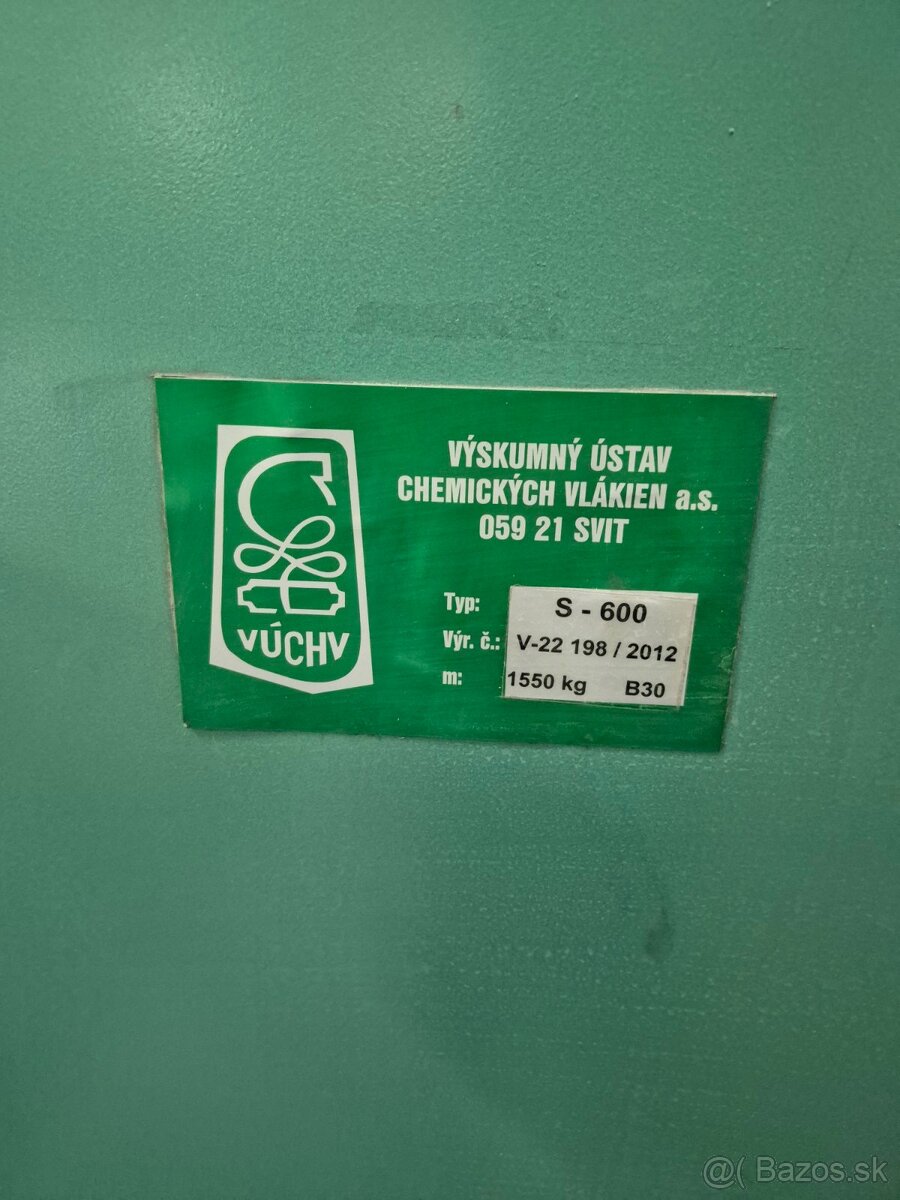 VÝSKUMNÝ ÚSTAV
CHEMICKÝCH VLÁKIEN a.s.
059 21 SVIT
VÚCHV
Typ: S - 600
Výr. č.: V-22 198 / 2012
m: 1550 kg B30
@( Bazos.sk